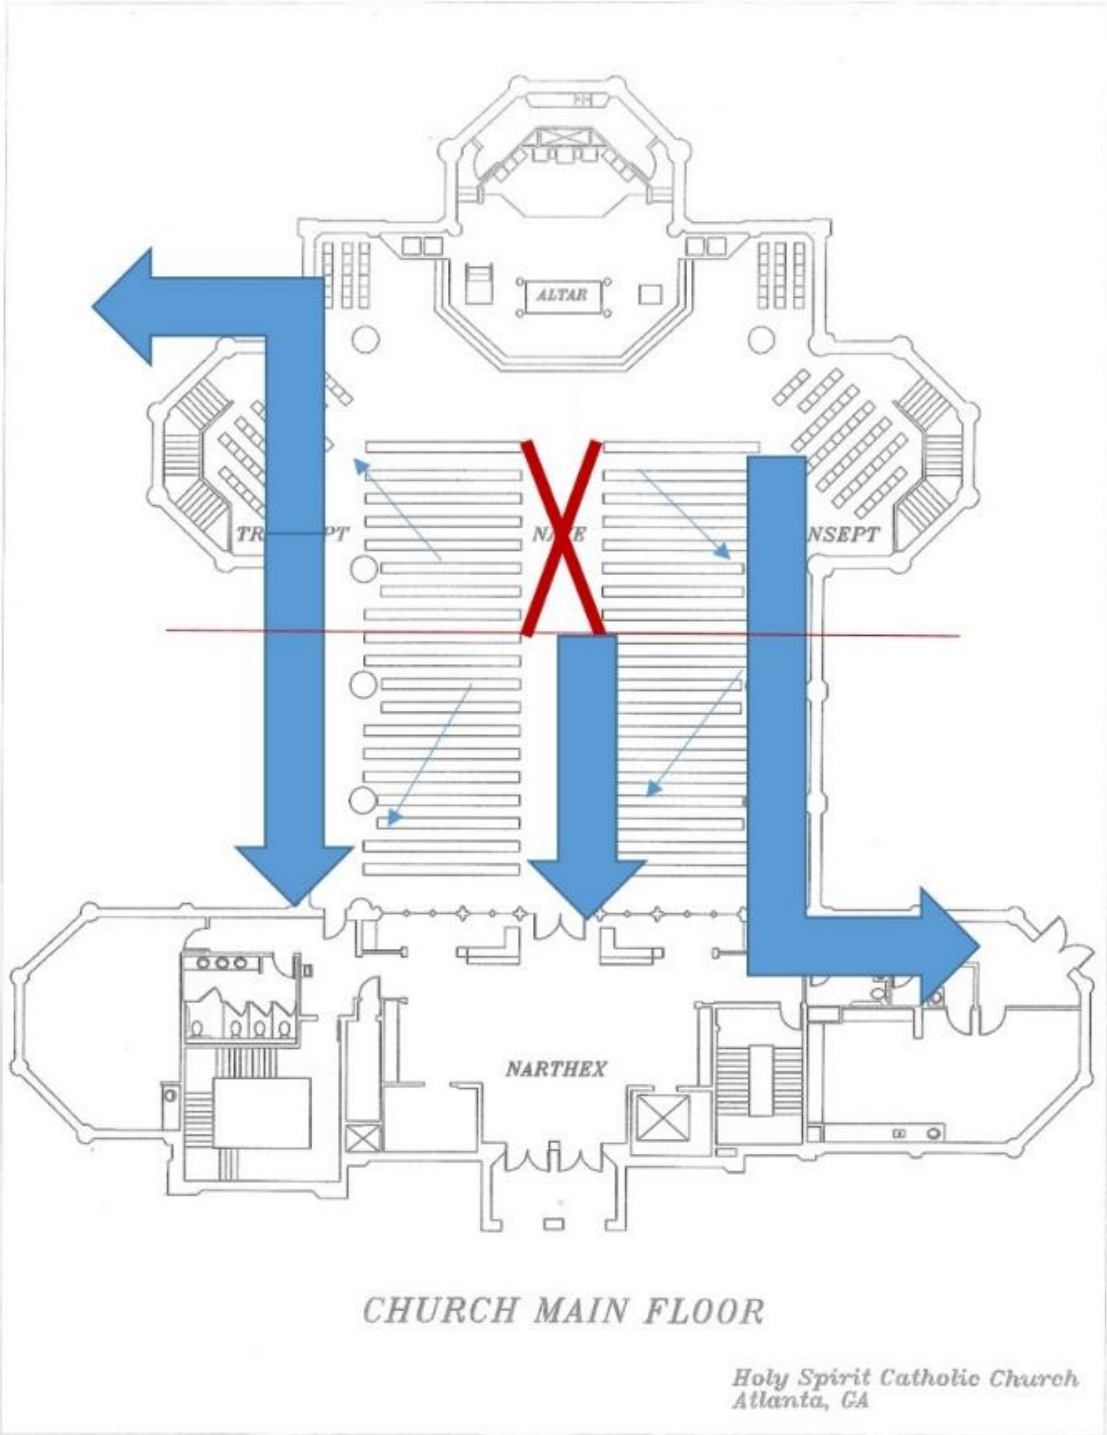 ALTAR
NSEPT
NARTHEX
CHURCH MAIN FLOOR
Holy Spirit Catholic Church
Atlanta, GA